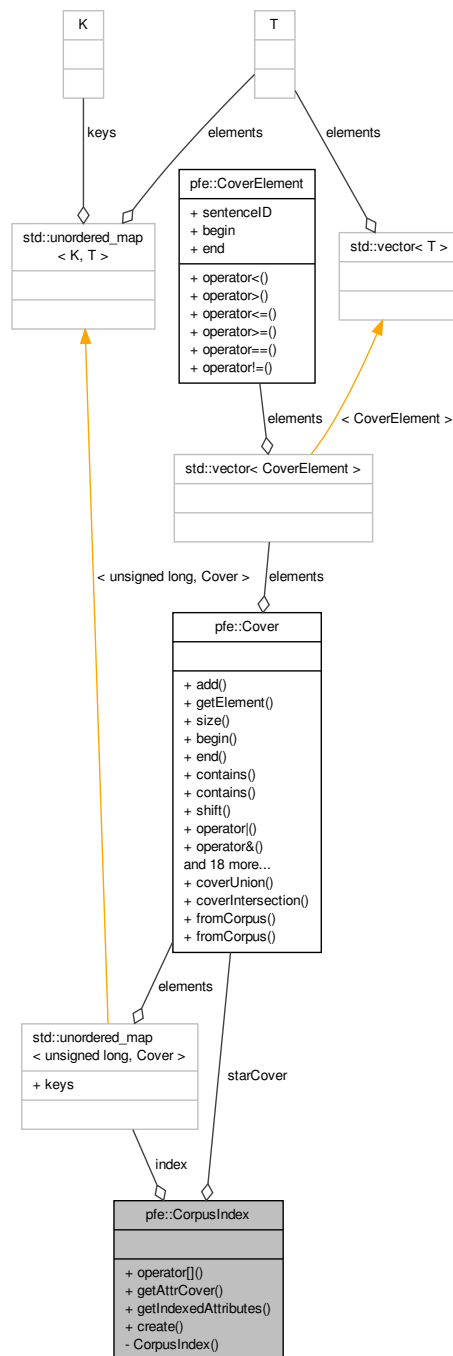 K
T
keys
elements
elements
pfe::CoverElement
+ sentenceID
+ begin
+ end
+ operator<()
+ operator>()
+ operator<=()
+ operator>=()
+ operator==()
+ operator!=()
std::unordered_map
< K, T >
std::vector< T >
elements
< CoverElement >
std::vector< CoverElement >
< unsigned long, Cover >
elements
pfe::Cover
+ add()
+ getElement()
+ size()
+ begin()
+ end()
+ contains()
+ contains()
+ shift()
+ operator|()
+ operator&()
and 18 more...
+ coverUnion()
+ coverIntersection()
+ fromCorpus()
+ fromCorpus()
elements
std::unordered_map
< unsigned long, Cover >
+ keys
starCover
index
pfe::CorpusIndex
+ operator[]()
+ getAttrCover()
+ getIndexedAttributes()
+ create()
- CorpusIndex()